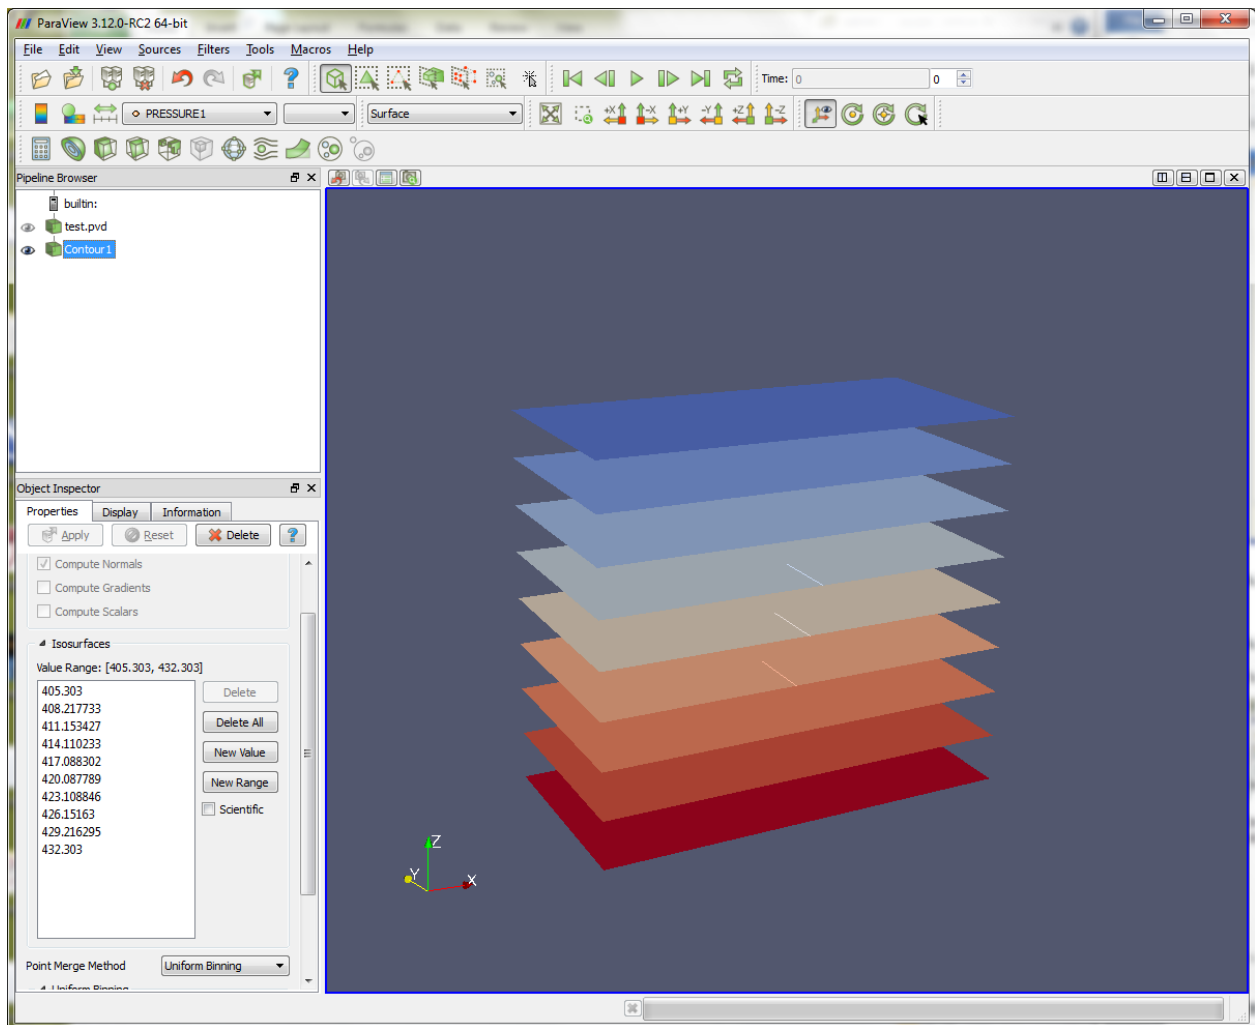 ParaView 3.12.0-RC2 64-bit
File Edit View Sources Filters Tools Macros Help
Time: 0 0
PRESSURE1 Surface +X -X +Y -Y +Z -Z
Pipeline Browser
builtin:
test.pvd
Contour1
Object Inspector
Properties Display Information
Apply Reset Delete ?
Compute Normals
Compute Gradients
Compute Scalars
Isosurfaces
Value Range: [405.303, 432.303]
405.303
408.217733
411.153427
414.110233
417.088302
420.087789
423.108846
426.15163
429.216295
432.303
Delete
Delete All
New Value
New Range
Scientific
Point Merge Method Uniform Binning
Uniform Binning
Z
Y
X